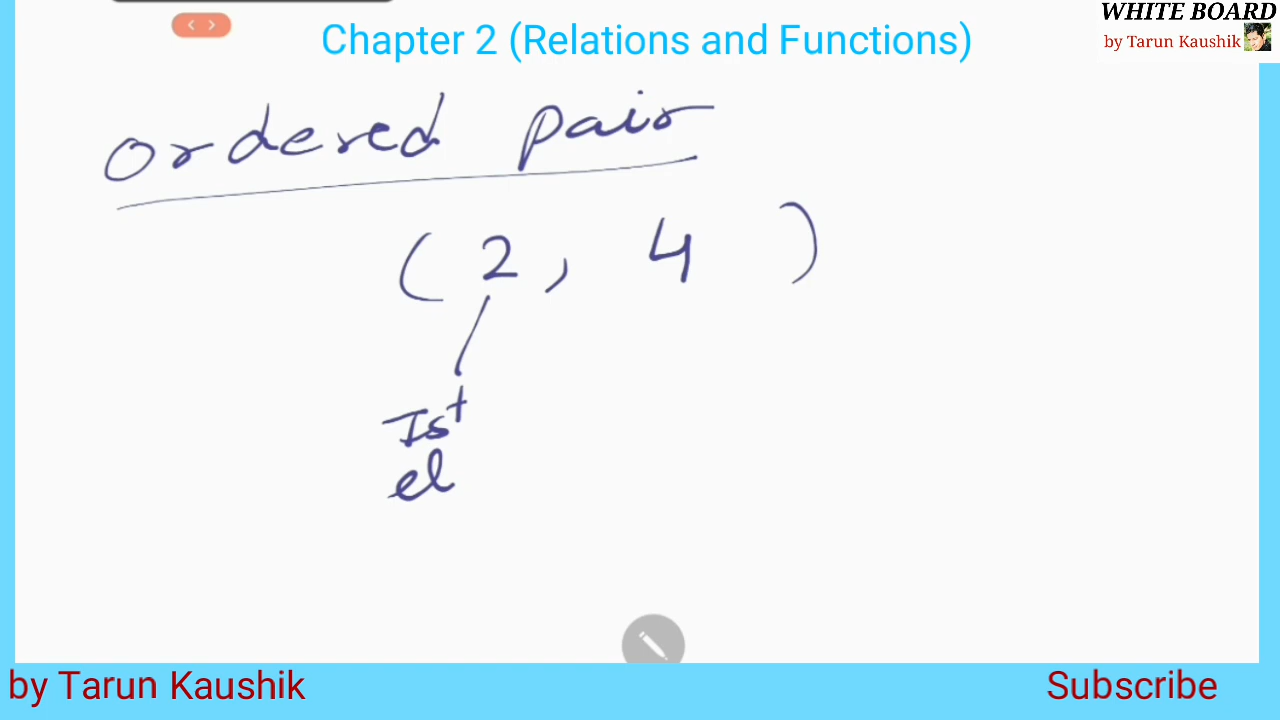 WHITE BOARD
by Tarun Kaushik
Chapter 2 (Relations and Functions)
ordered pair
( 2 , 4 )
Ist
el
by Tarun Kaushik
Subscribe